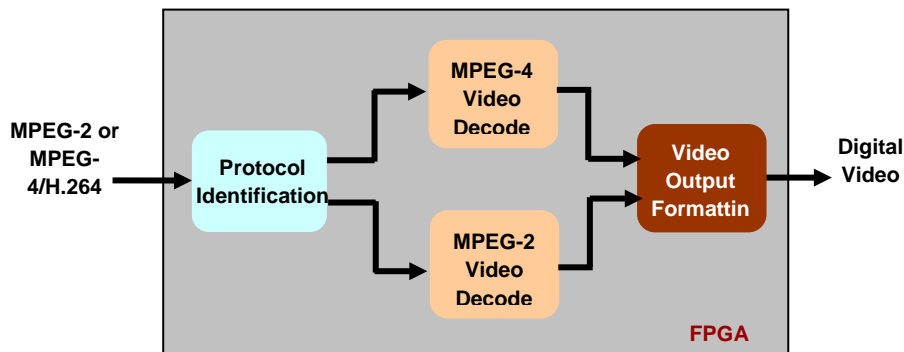 MPEG-2 or
MPEG-
4/H.264
Protocol
Identification
MPEG-4
Video
Decode
MPEG-2
Video
Decode
Video
Output
Formattin
Digital
Video
FPGA